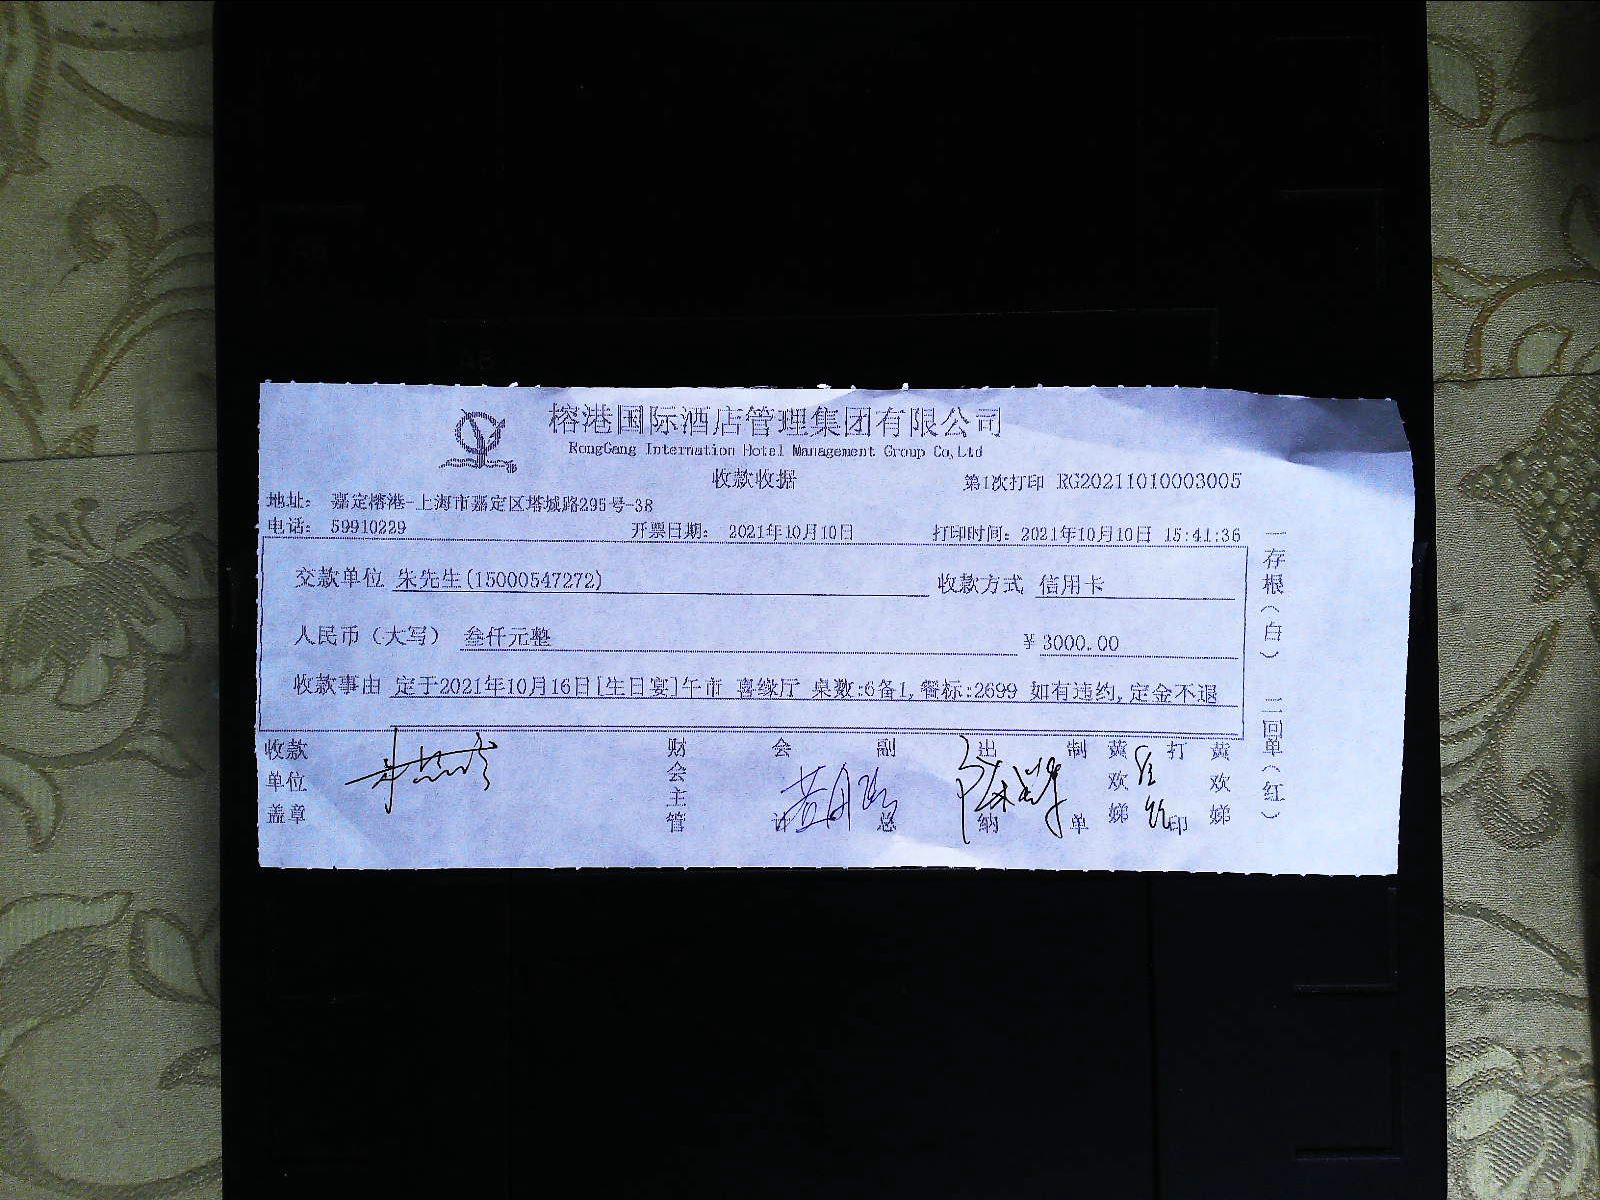 榕港国际酒店管理集团有限公司
RongGang Internation Hotel Management Group Co,Ltd
收款收据
第1次打印 RG20211010003005
地址： 嘉定榕港-上海市嘉定区塔城路295号-38
电话： 59910229
开票日期： 2021年10月10日
打印时间：2021年10月10日 15:41:36
交款单位 朱先生(15000547272)
收款方式 信用卡
人民币（大写） 叁仟元整
￥3000.00
收款事由 定于2021年10月16日[生日宴]午市 喜缘厅 桌数:6备1,餐标:2699 如有违约,定金不退
收款单位盖章
财会主管
会计
副总
出纳
制单
黄欢娣
打印
黄欢娣
一存根(白) 二回单(红)